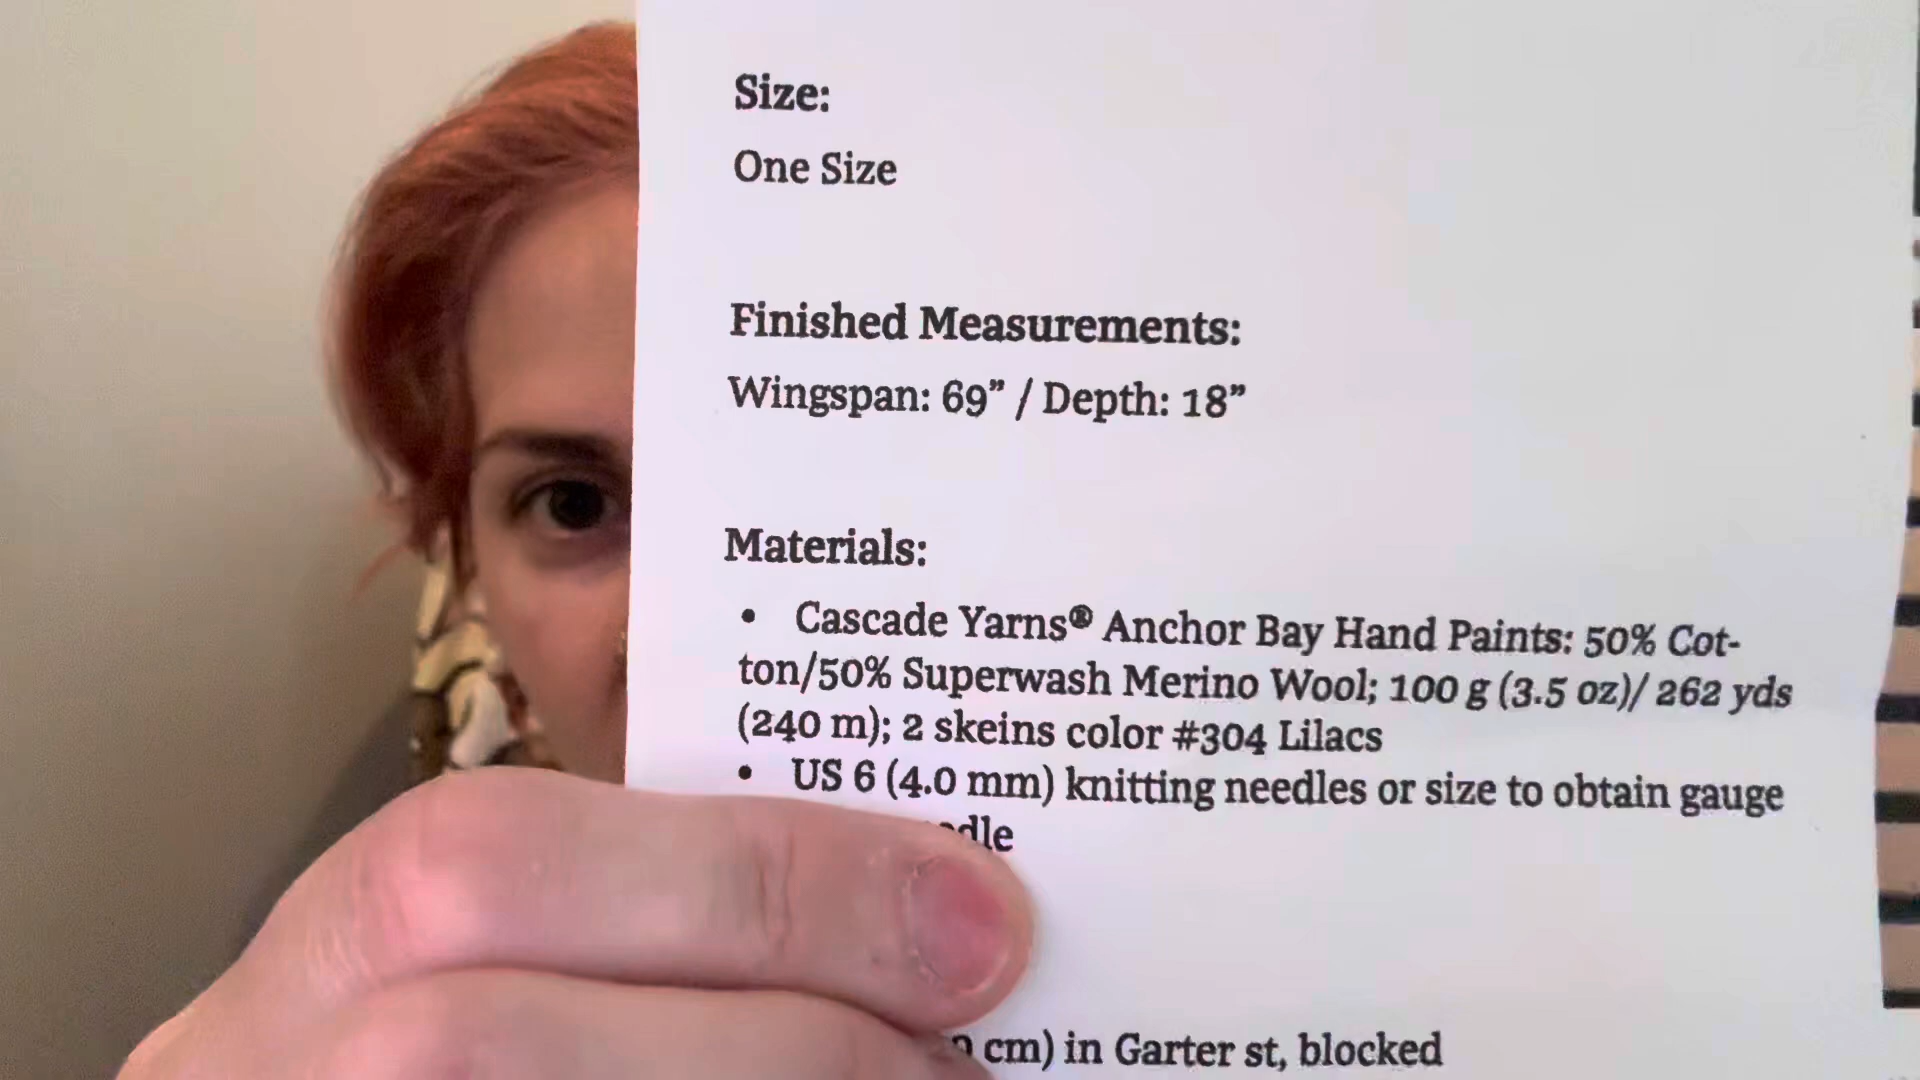 Size:
One Size
Finished Measurements:
Wingspan: 69” / Depth: 18”
Materials:
• Cascade Yarns® Anchor Bay Hand Paints: 50% Cot-
ton/50% Superwash Merino Wool; 100 g (3.5 oz)/ 262 yds
(240 m); 2 skeins color #304 Lilacs
• US 6 (4.0 mm) knitting needles or size to obtain gauge
cm) in Garter st, blocked